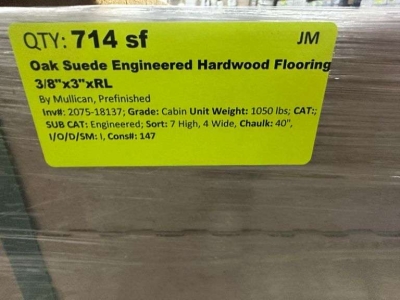 QTY: 714 sf JM
Oak Suede Engineered Hardwood Flooring
3/8"x3"xRL
By Mullican, Prefinished
Inv#: 2075-18137; Grade: Cabin Unit Weight: 1050 lbs; CAT:;
SUB CAT: Engineered; Sort: 7 High, 4 Wide, Chaulk: 40",
I/O/D/SM: I, Cons#: 147